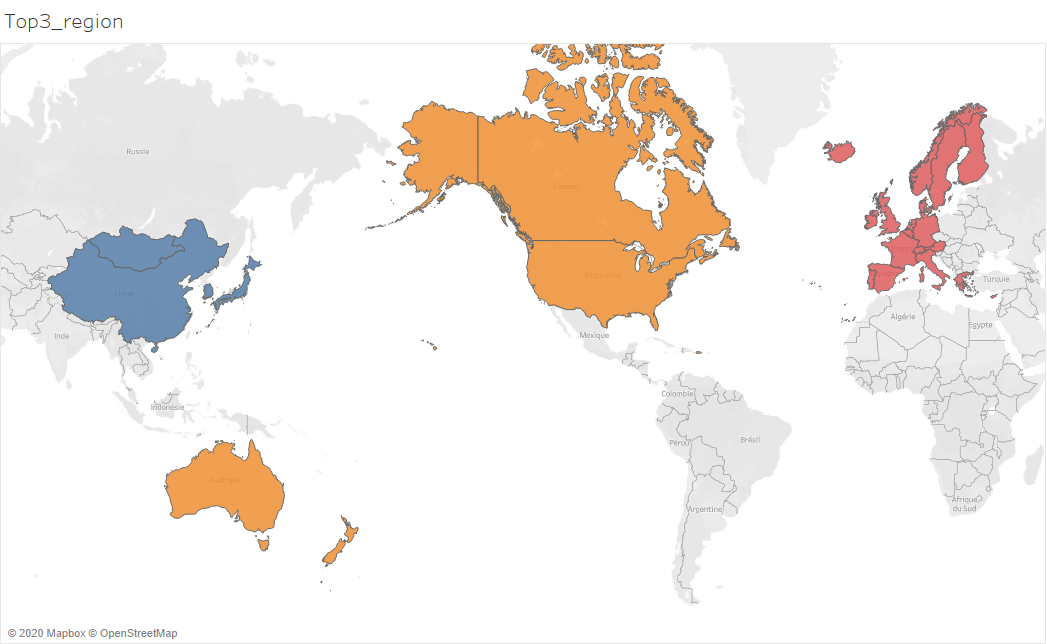 Top3_region
Russie
Canada
États-Unis
Chine
Turquie
Algérie
Égypte
Inde
Mexique
Colombie
Indonésie
Pérou
Brésil
Australie
Afrique
du Sud
Argentine
© 2020 Mapbox © OpenStreetMap